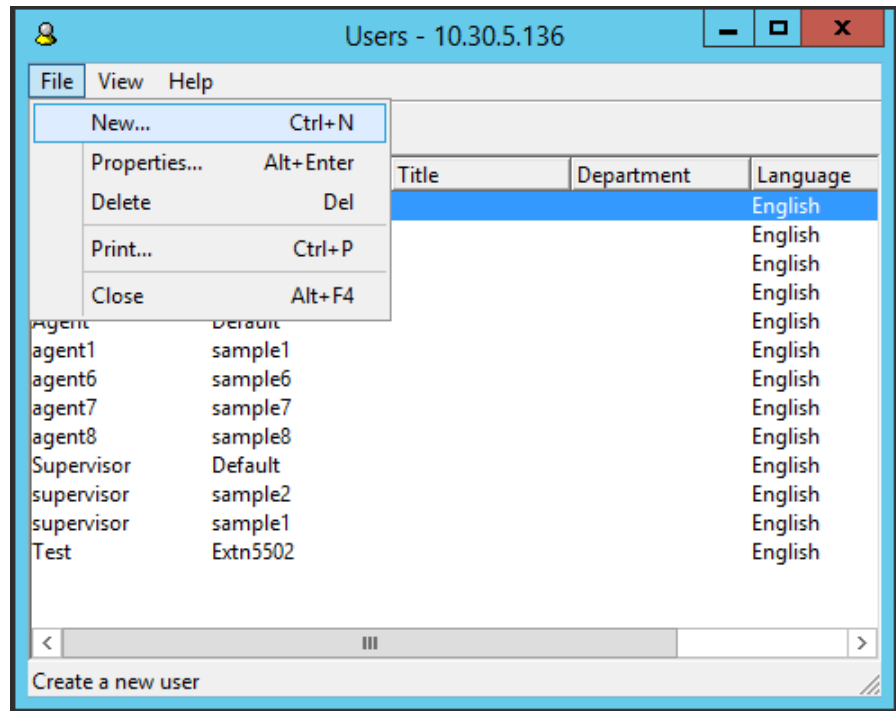 Users - 10.30.5.136
File View Help
New... Ctrl+N
Properties... Alt+Enter
Title Department Language
Delete Del
English
English
Print... Ctrl+P
English
Close Alt+F4
English
Agent Default English
agent1 sample1 English
agent6 sample6 English
agent7 sample7 English
agent8 sample8 English
Supervisor Default English
supervisor sample2 English
supervisor sample1 English
Test Extn5502 English
Create a new user